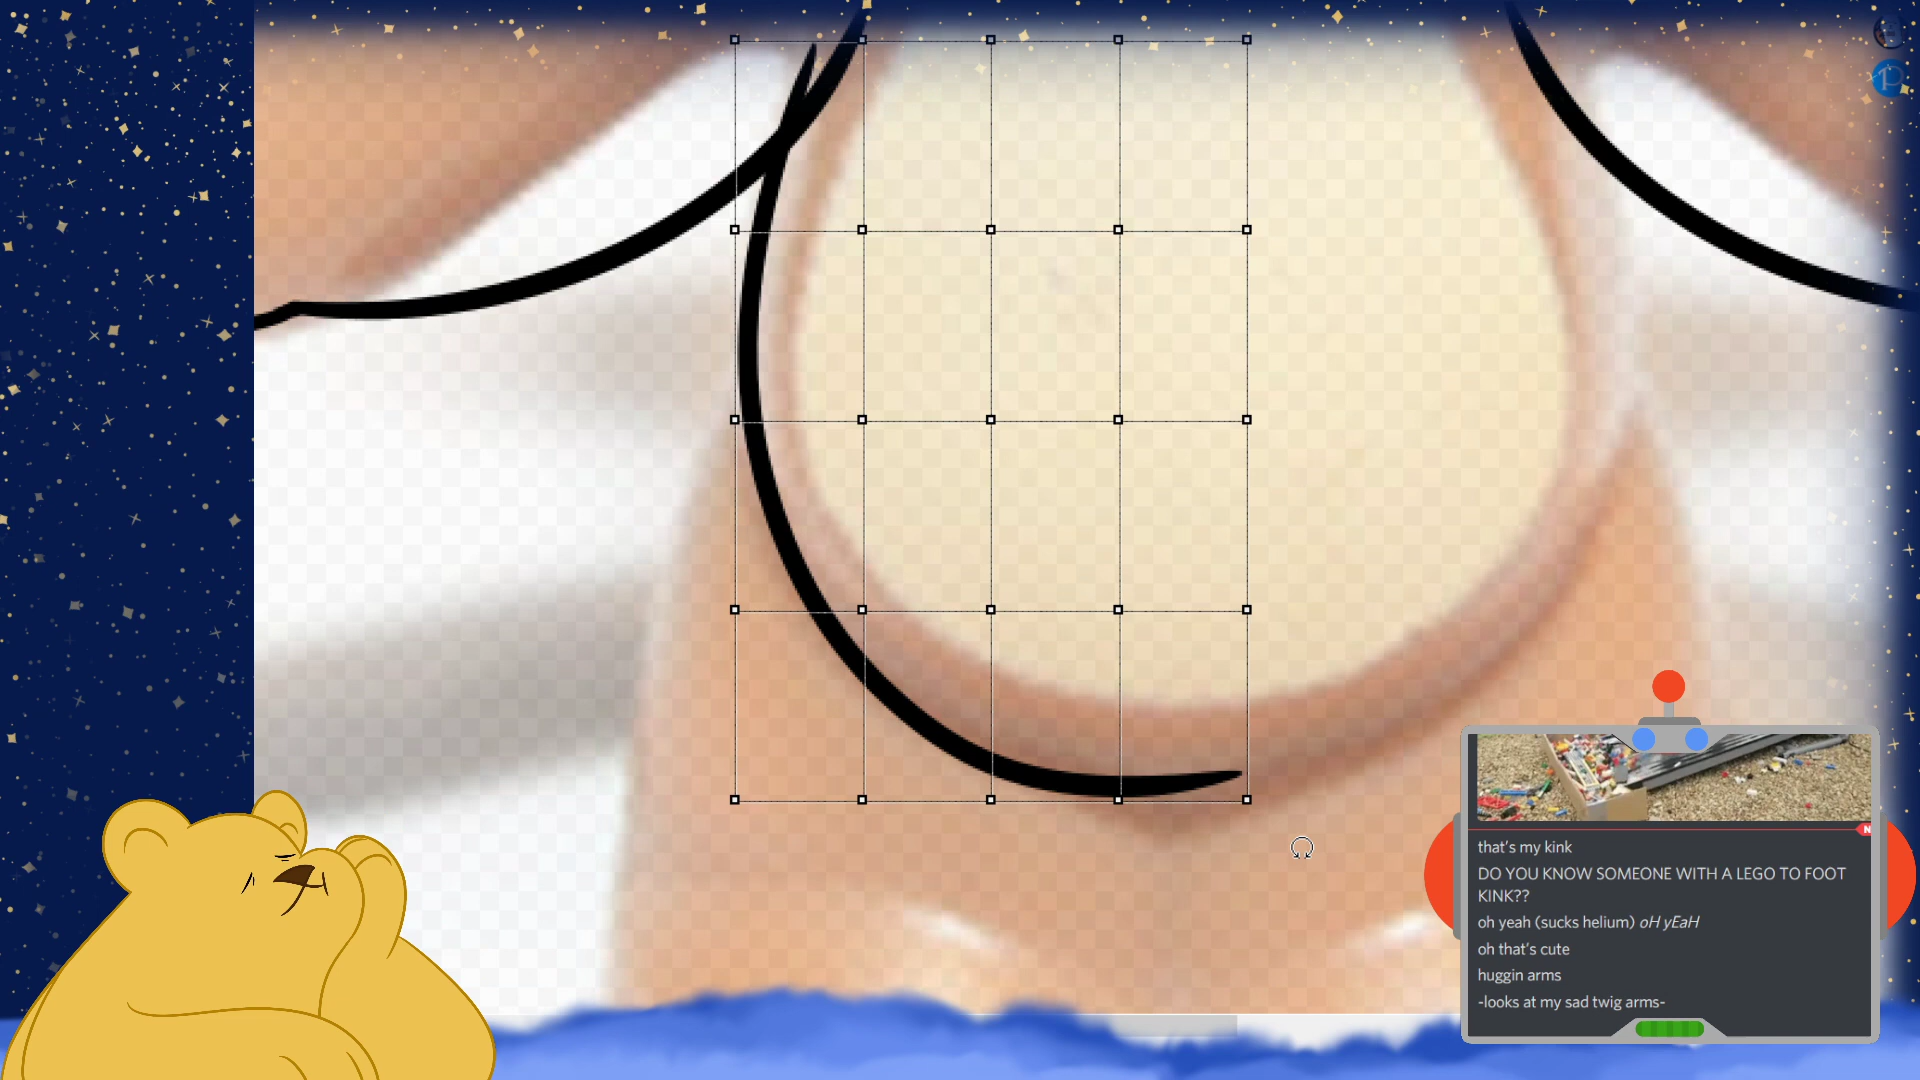 N
that's my kink
DO YOU KNOW SOMEONE WITH A LEGO TO FOOT
KINK??
oh yeah (sucks helium) oH yEaH
oh that's cute
huggin arms
-looks at my sad twig arms-